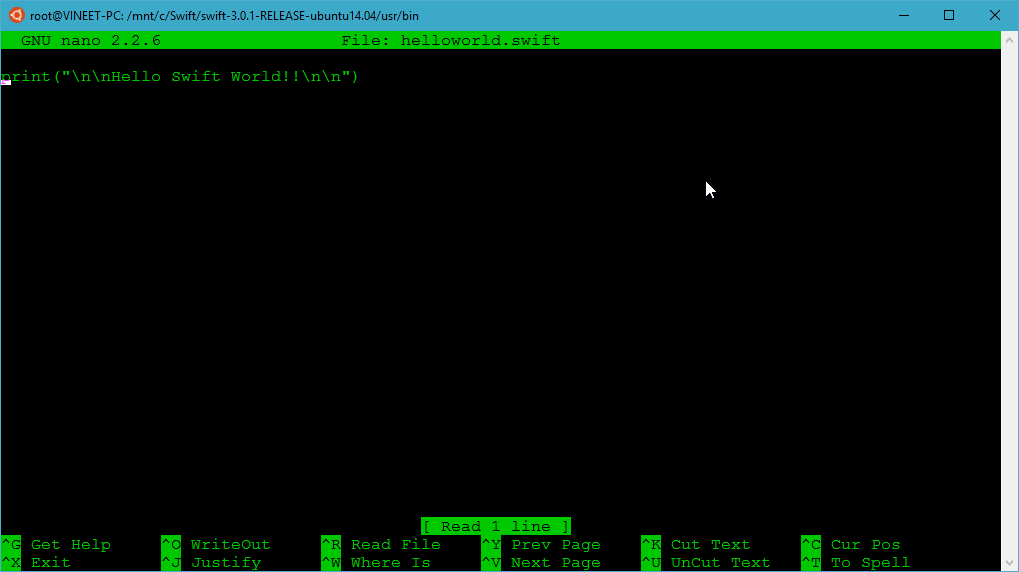 root@VINEET-PC: /mnt/c/Swift/swift-3.0.1-RELEASE-ubuntu14.04/usr/bin
GNU nano 2.2.6 File: helloworld.swift
print("\n\nHello Swift World!!\n\n")
[ Read 1 line ]
^G Get Help ^O WriteOut ^R Read File ^Y Prev Page ^K Cut Text ^C Cur Pos
^X Exit ^J Justify ^W Where Is ^V Next Page ^U UnCut Text ^T To Spell